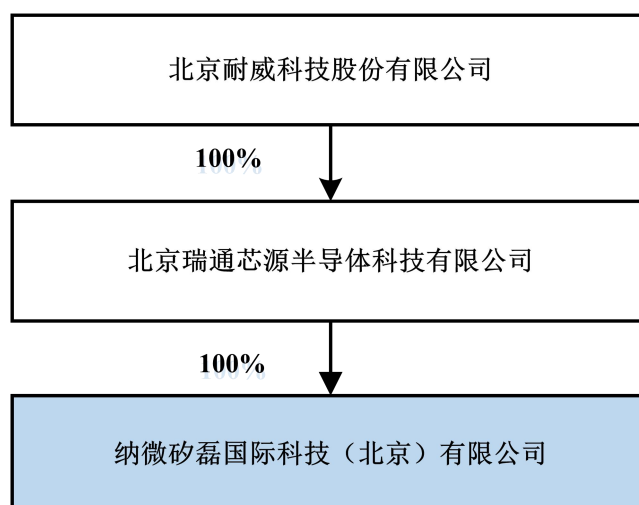 北京耐威科技股份有限公司
100%
北京瑞通芯源半导体科技有限公司
100%
纳微矽磊国际科技（北京）有限公司